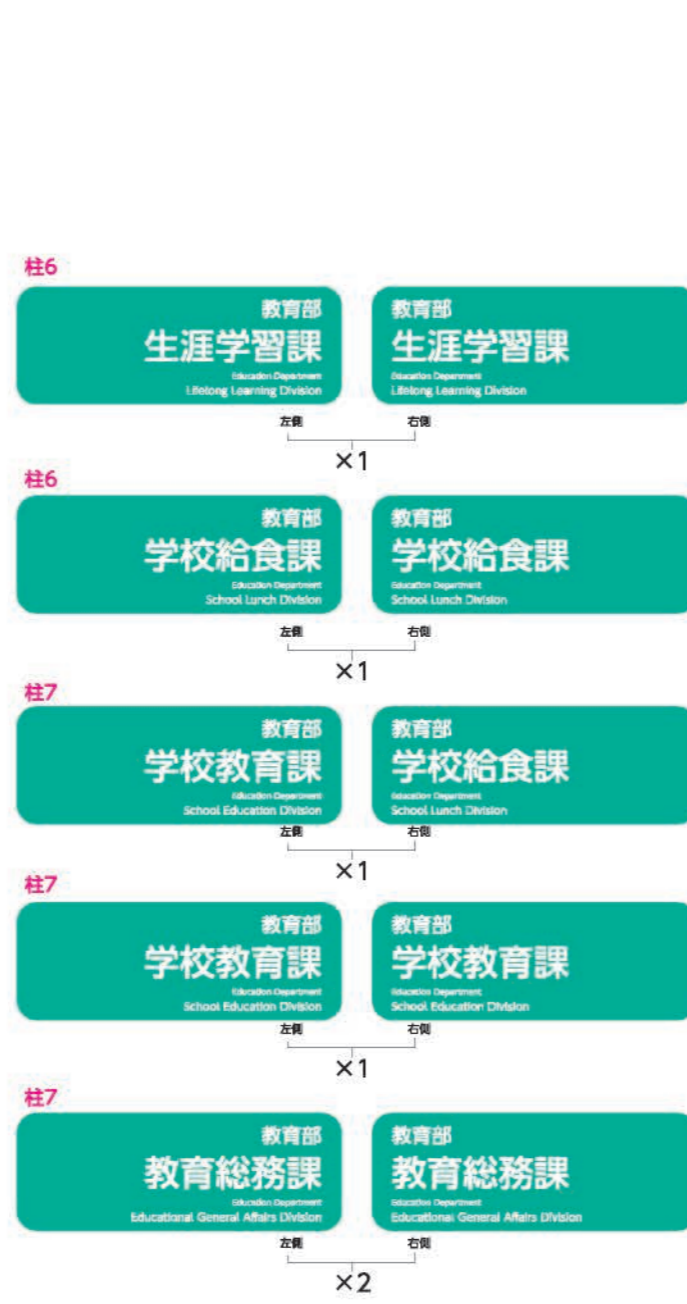 柱6
教育部
生涯学習課
Education Department
Lifelong Learning Division
教育部
生涯学習課
Education Department
Lifelong Learning Division
左側
右側
×1
柱6
教育部
学校給食課
Education Department
School Lunch Division
教育部
学校給食課
Education Department
School Lunch Division
左側
右側
×1
柱7
教育部
学校教育課
Education Department
School Education Division
教育部
学校給食課
Education Department
School Lunch Division
左側
右側
×1
柱7
教育部
学校教育課
Education Department
School Education Division
教育部
学校教育課
Education Department
School Education Division
左側
右側
×1
柱7
教育部
教育総務課
Education Department
Educational General Affairs Division
教育部
教育総務課
Education Department
Educational General Affairs Division
左側
右側
×2